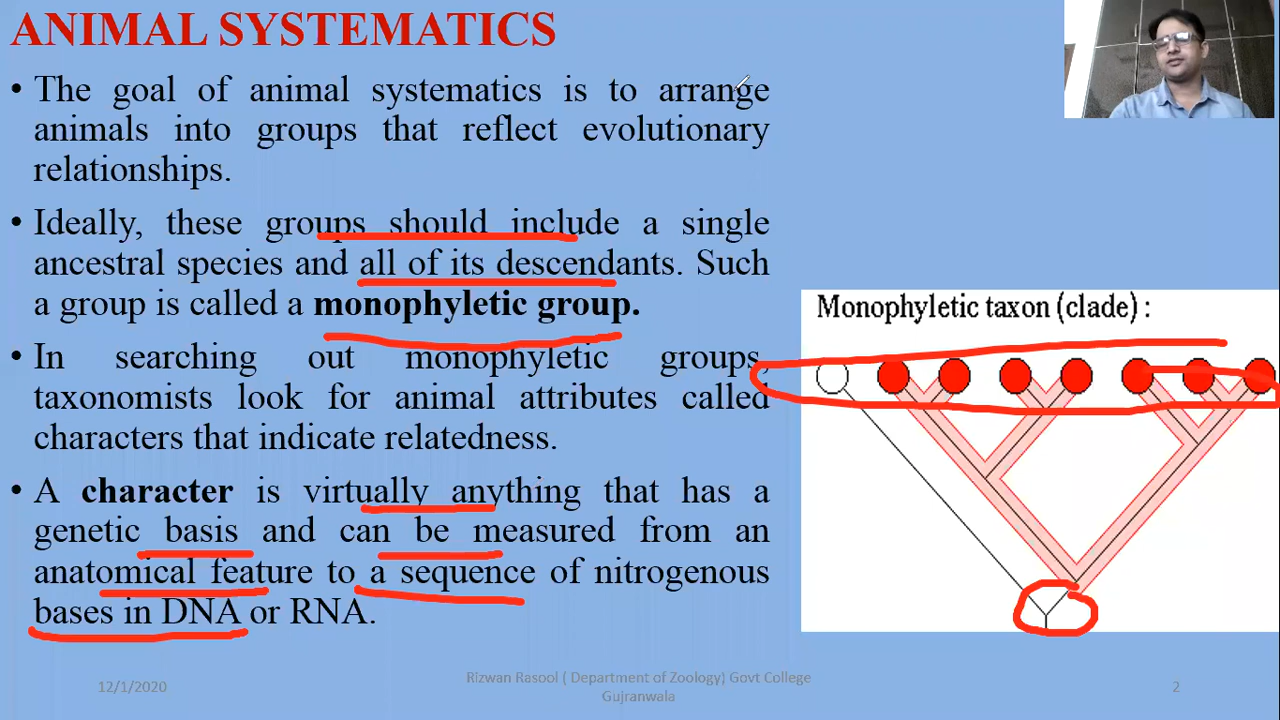 ANIMAL SYSTEMATICS
• The goal of animal systematics is to arrange
animals into groups that reflect evolutionary
relationships.
• Ideally, these groups should include a single
ancestral species and all of its descendants. Such
a group is called a monophyletic group.
• In searching out monophyletic groups,
taxonomists look for animal attributes called
characters that indicate relatedness.
• A character is virtually anything that has a
genetic basis and can be measured from an
anatomical feature to a sequence of nitrogenous
bases in DNA or RNA.
Monophyletic taxon (clade) :
12/1/2020
Rizwan Rasool ( Department of Zoology) Govt College
Gujranwala
2